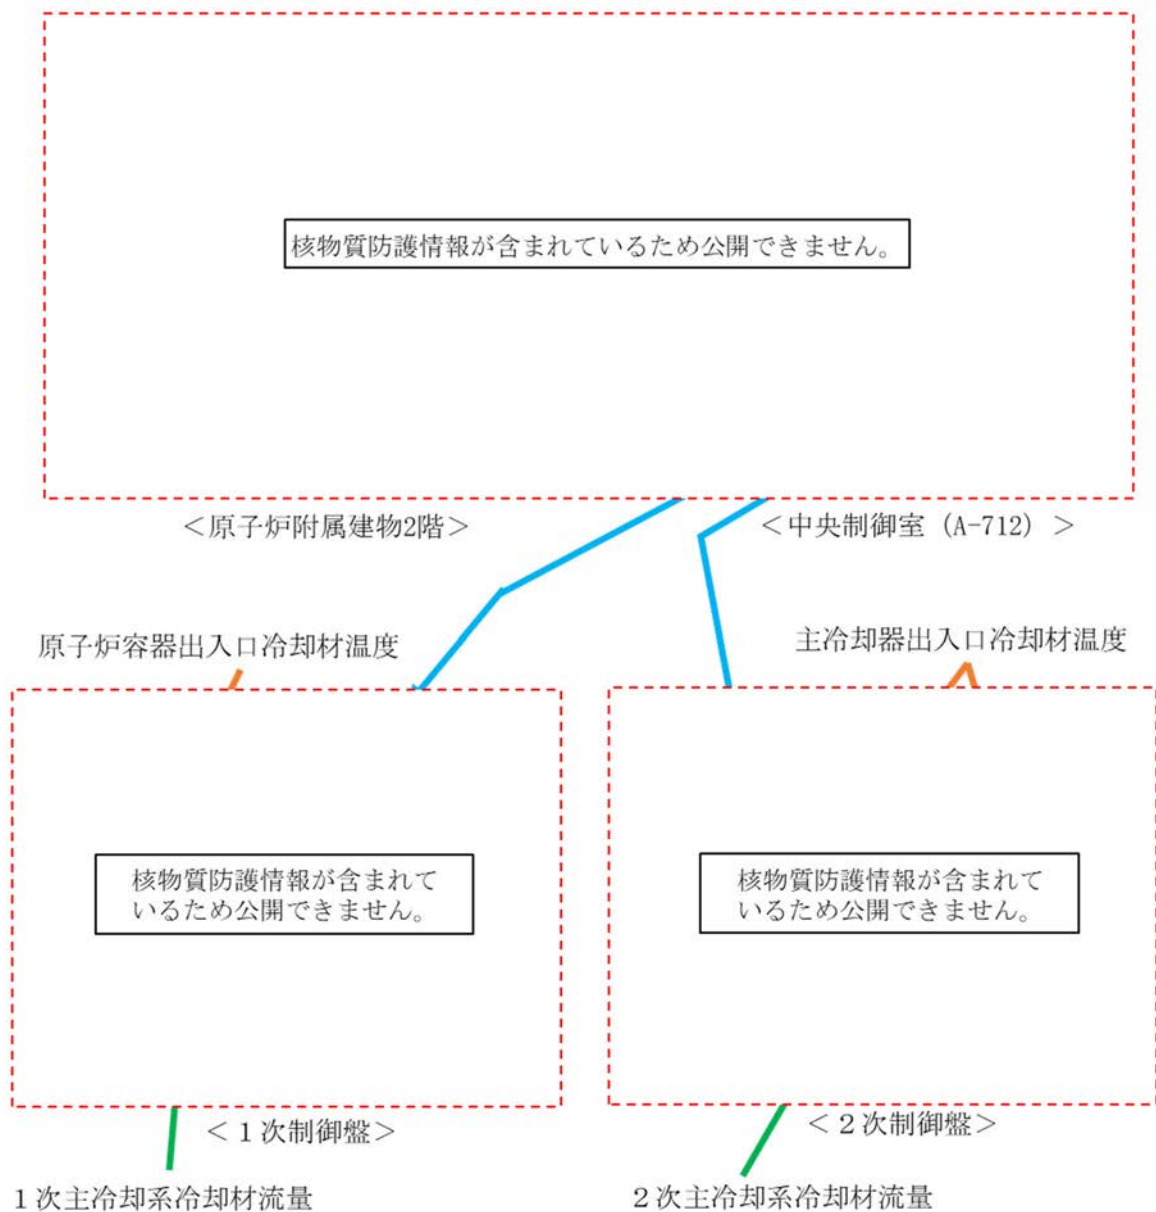 核物質防護情報が含まれているため公開できません。
＜原子炉附属建物2階＞
＜中央制御室（A-712）＞
原子炉容器出入口冷却材温度
主冷却器出入口冷却材温度
核物質防護情報が含まれて
いるため公開できません。
核物質防護情報が含まれて
いるため公開できません。
＜１次制御盤＞
＜２次制御盤＞
１次主冷却系冷却材流量
２次主冷却系冷却材流量